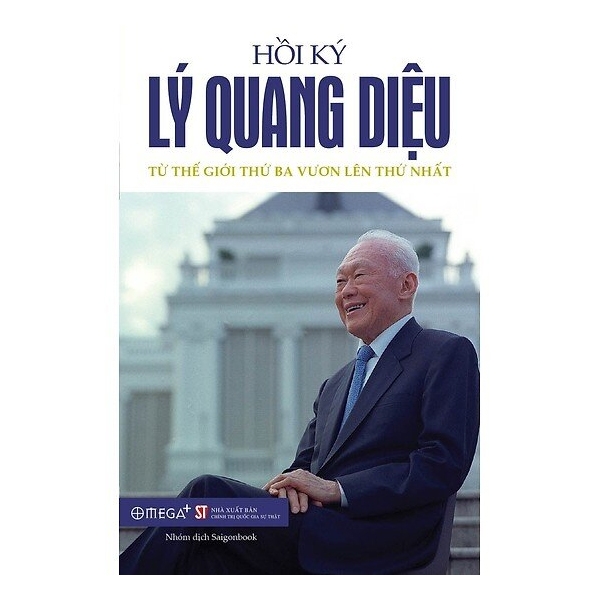 HỒI KÝ
LÝ QUANG DIỆU
TỪ THẾ GIỚI THỨ BA VƯƠN LÊN THỨ NHẤT
OMEGA+ ST NHÀ XUẤT BẢN
CHÍNH TRỊ QUỐC GIA SỰ THẬT
Nhóm dịch Saigonbook